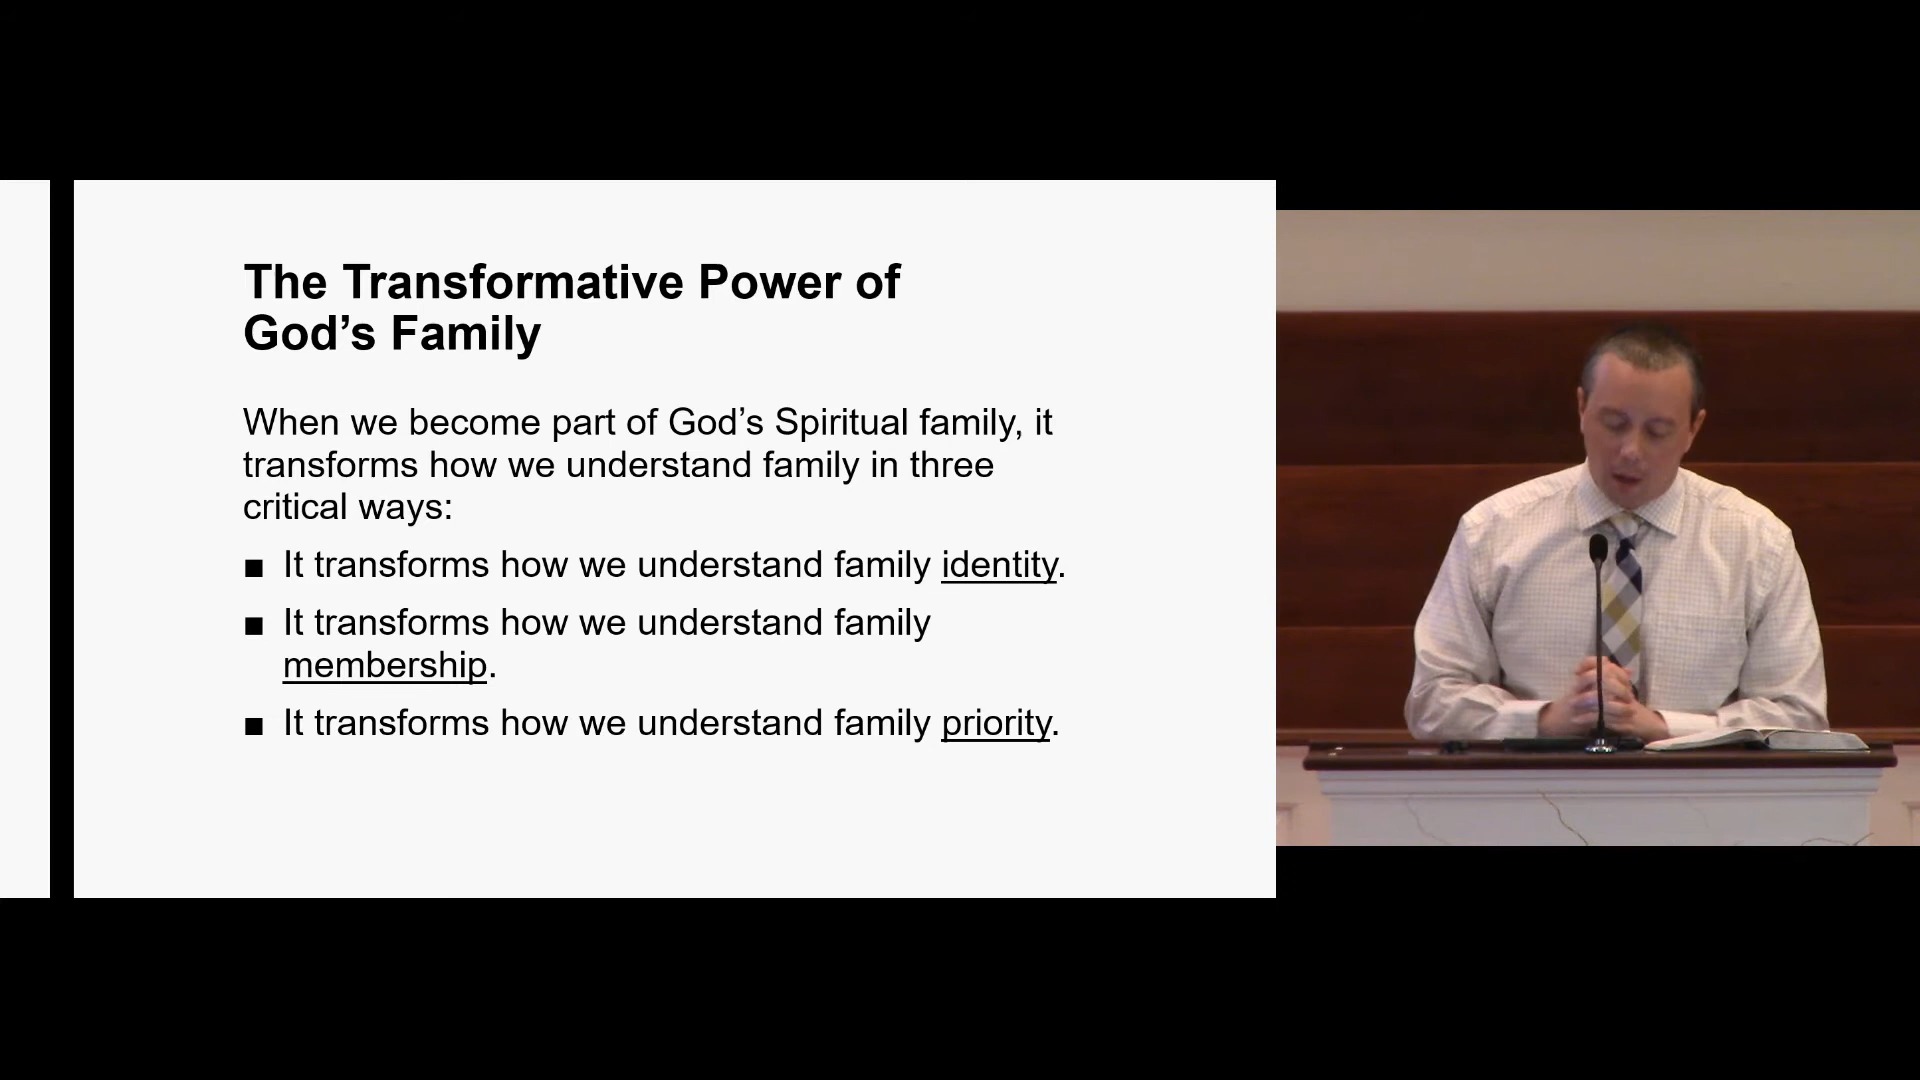 The Transformative Power of
God’s Family
When we become part of God’s Spiritual family, it
transforms how we understand family in three
critical ways:
■ It transforms how we understand family identity.
■ It transforms how we understand family
membership.
■ It transforms how we understand family priority.